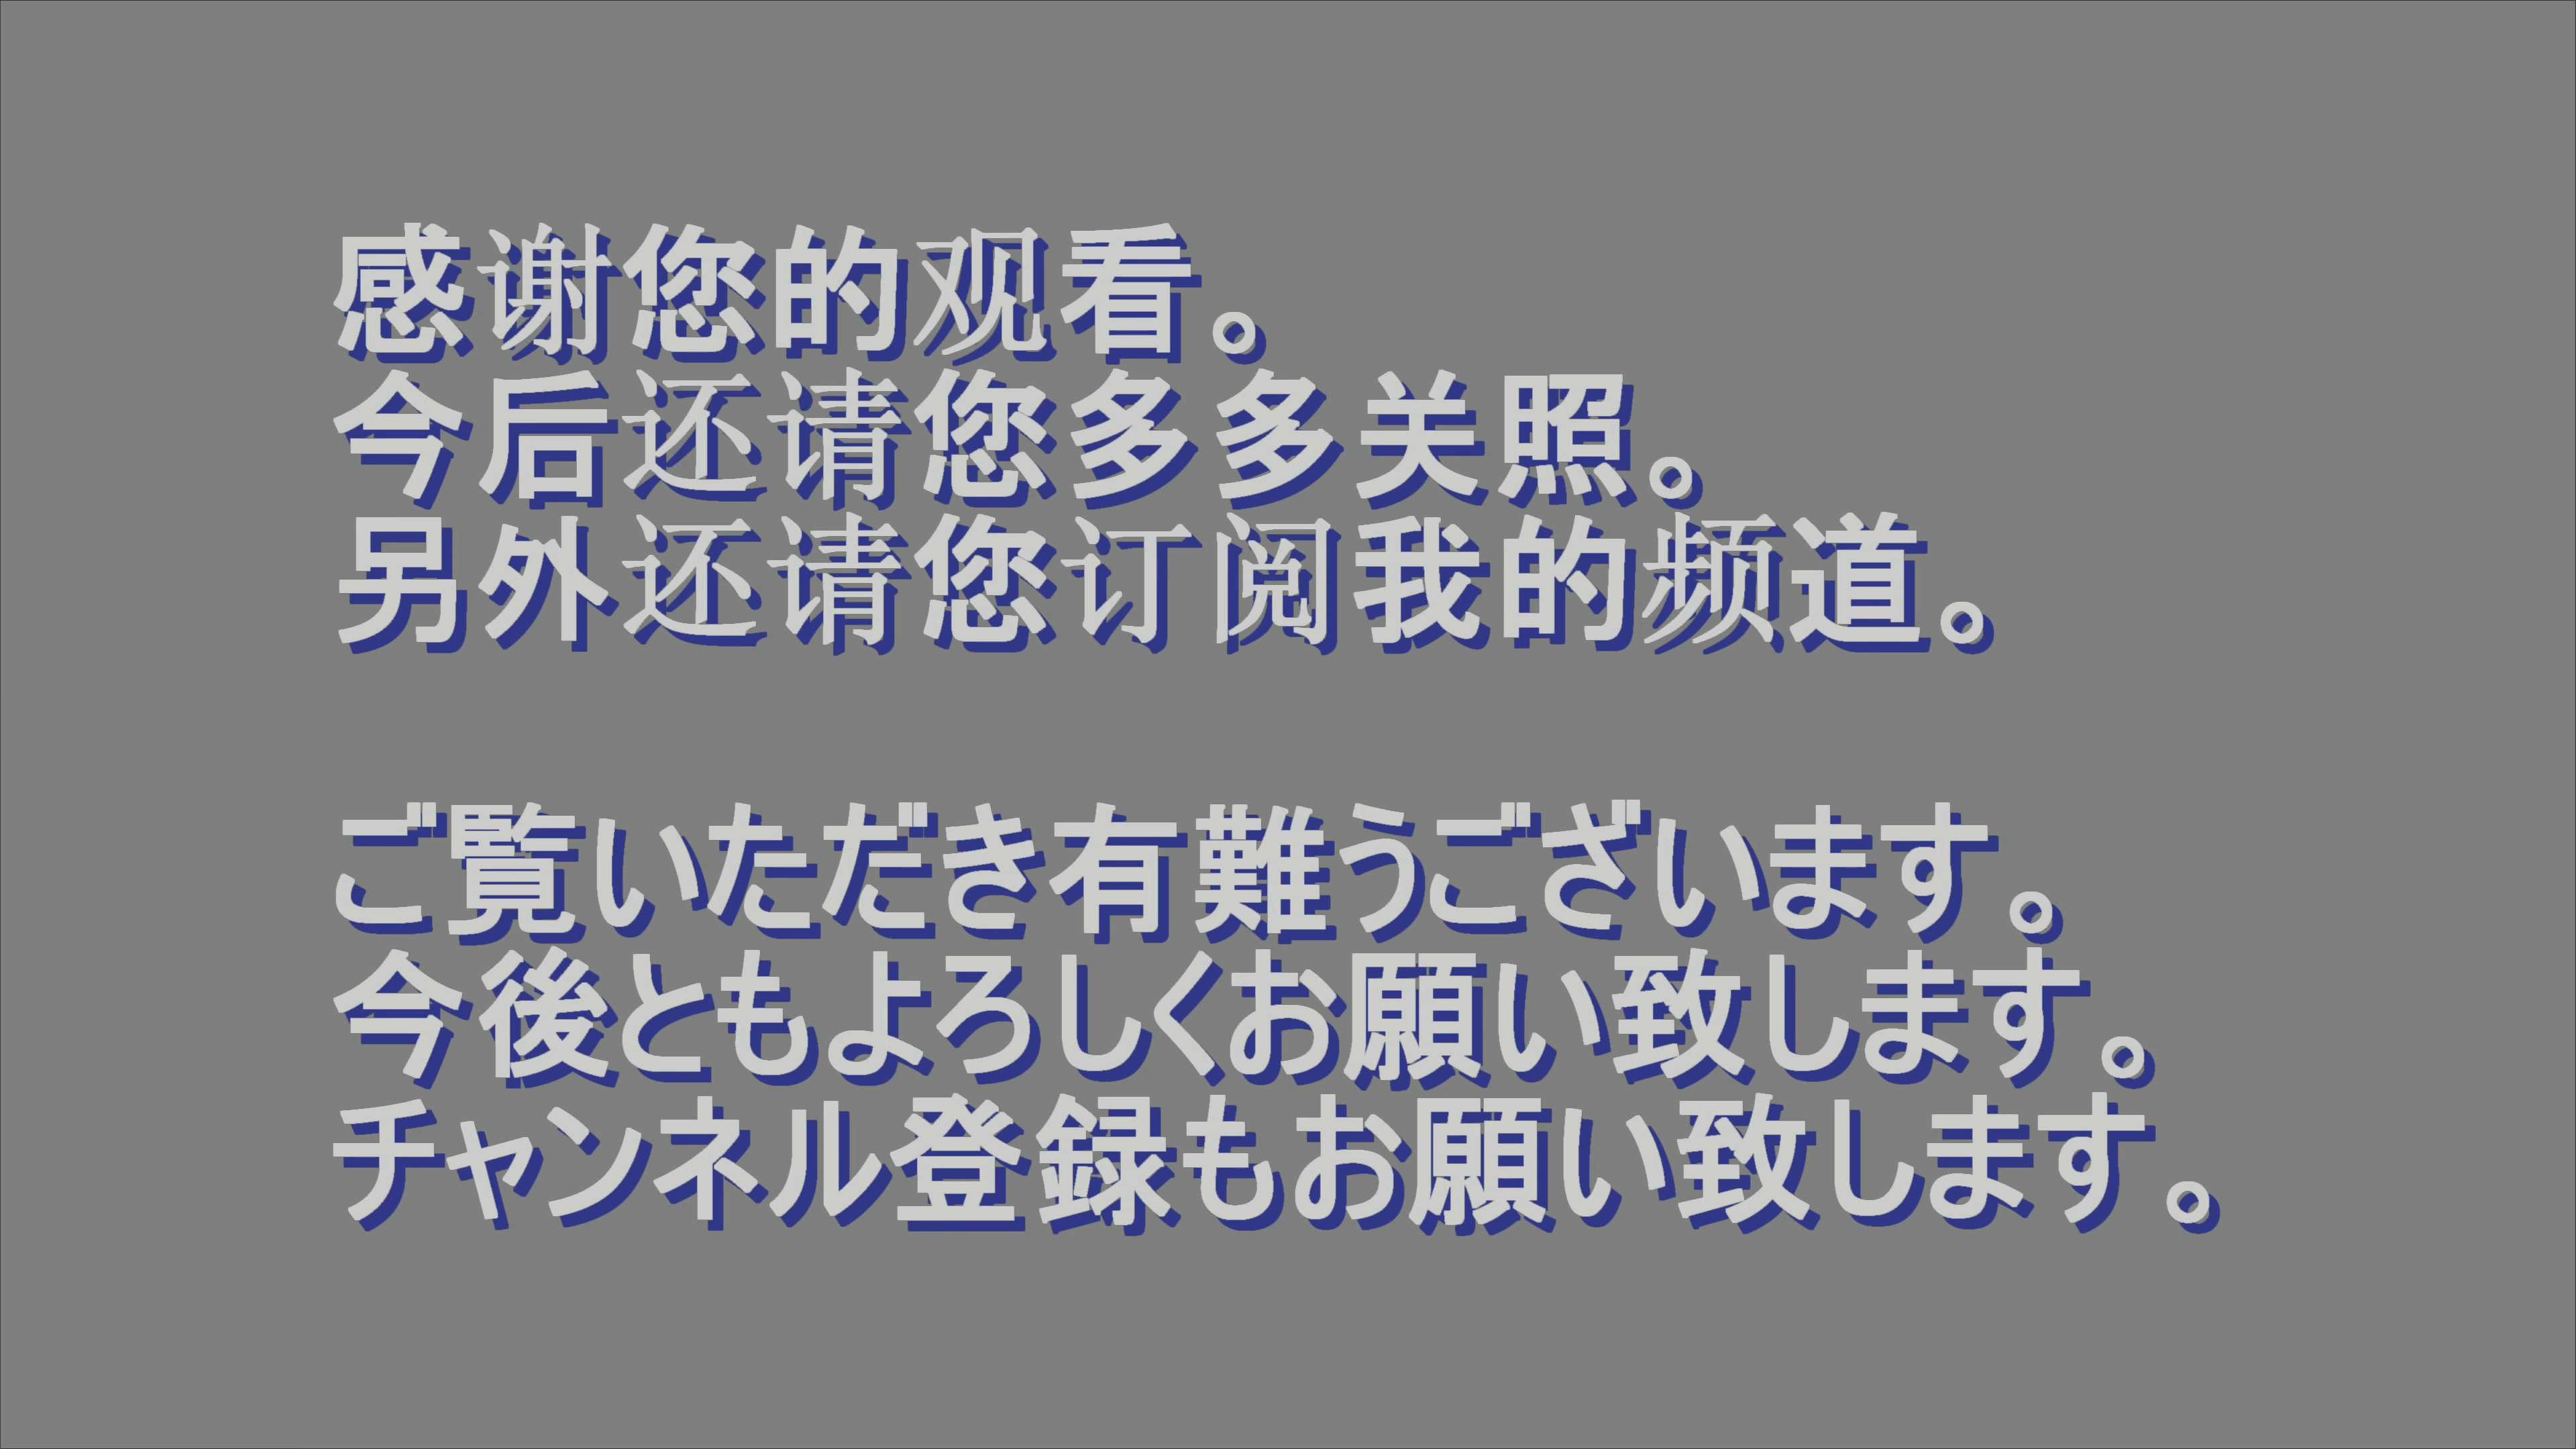 感谢您的观看。
今后还请您多多关照。
另外还请您订阅我的频道。
ご覧いただき有難うございます。
今後ともよろしくお願い致します。
チャンネル登録もお願い致します。